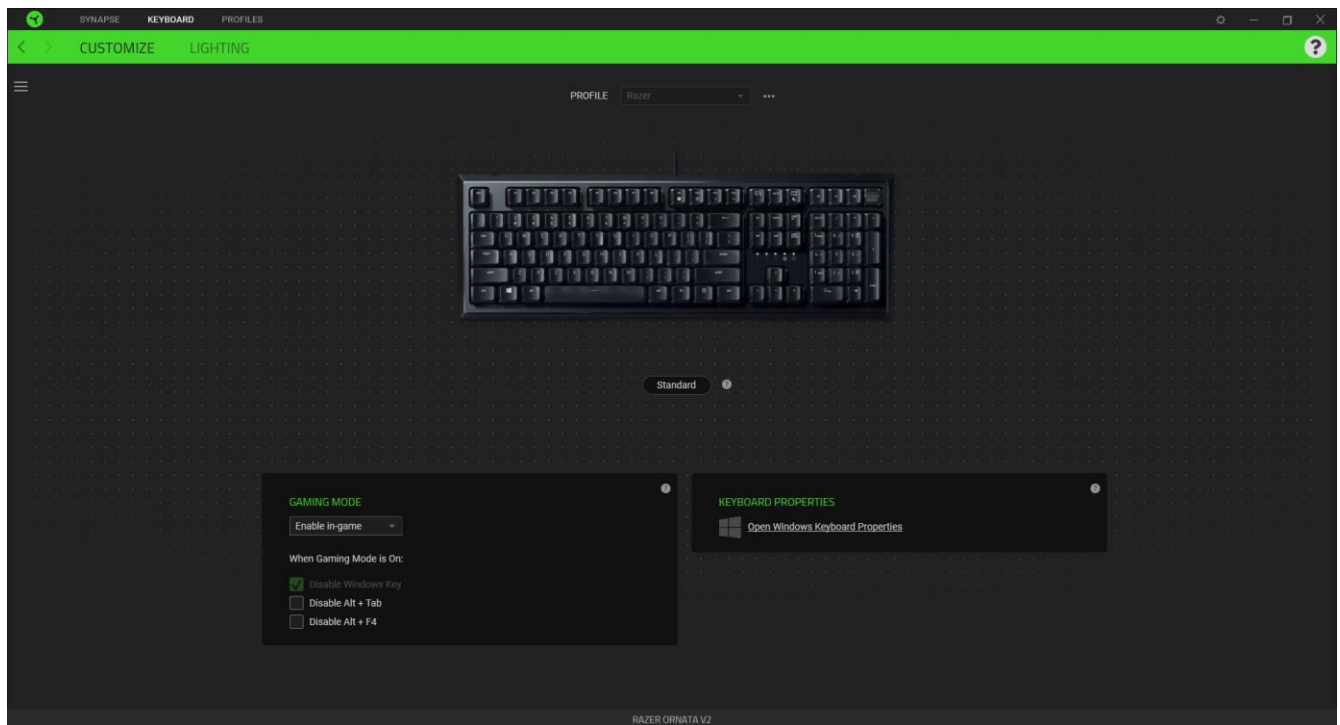 SYNAPSE KEYBOARD PROFILES
CUSTOMIZE LIGHTING ?
PROFILE Razer
Standard ?
GAMING MODE ?
Enable in-game
When Gaming Mode is On:
Disable Windows Key
Disable Alt + Tab
Disable Alt + F4
KEYBOARD PROPERTIES ?
Open Windows Keyboard Properties
RAZER ORNATA V2